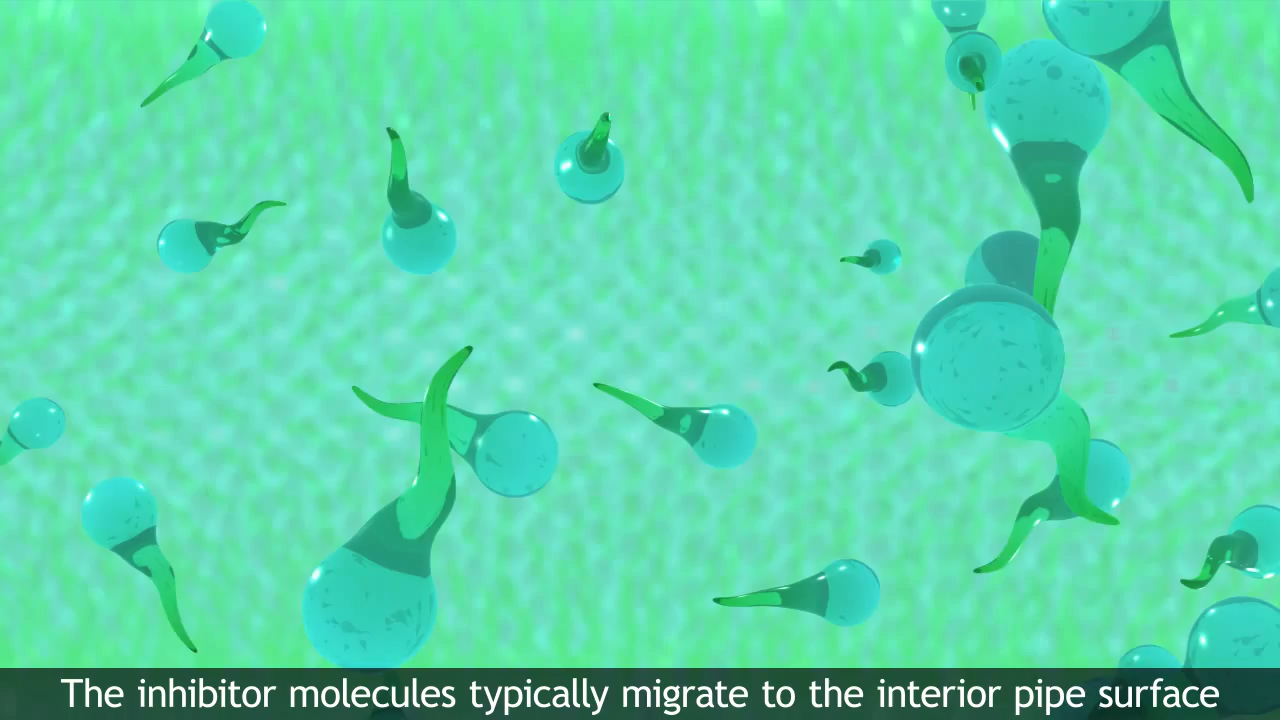 The inhibitor molecules typically migrate to the interior pipe surface